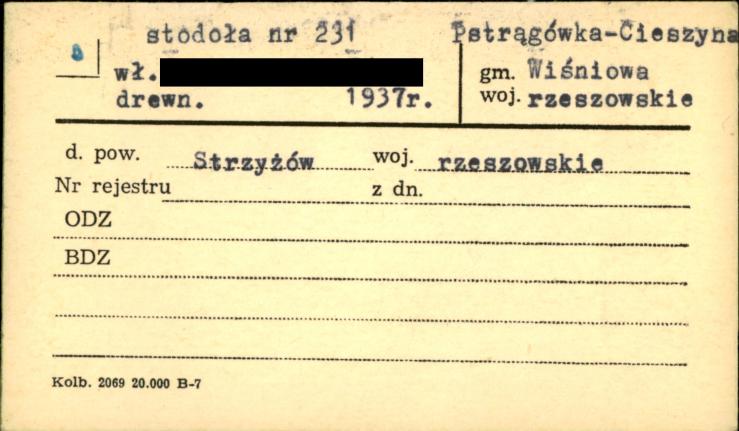 stodoła nr 231 Pstrągówka-Cieszyna
wł. gm. Wiśniowa
drewn. 1937r. woj. rzeszowskie
d. pow. Strzyżów woj. rzeszowskie
Nr rejestru z dn.
ODZ
BDZ
Kolb. 2069 20.000 B-7